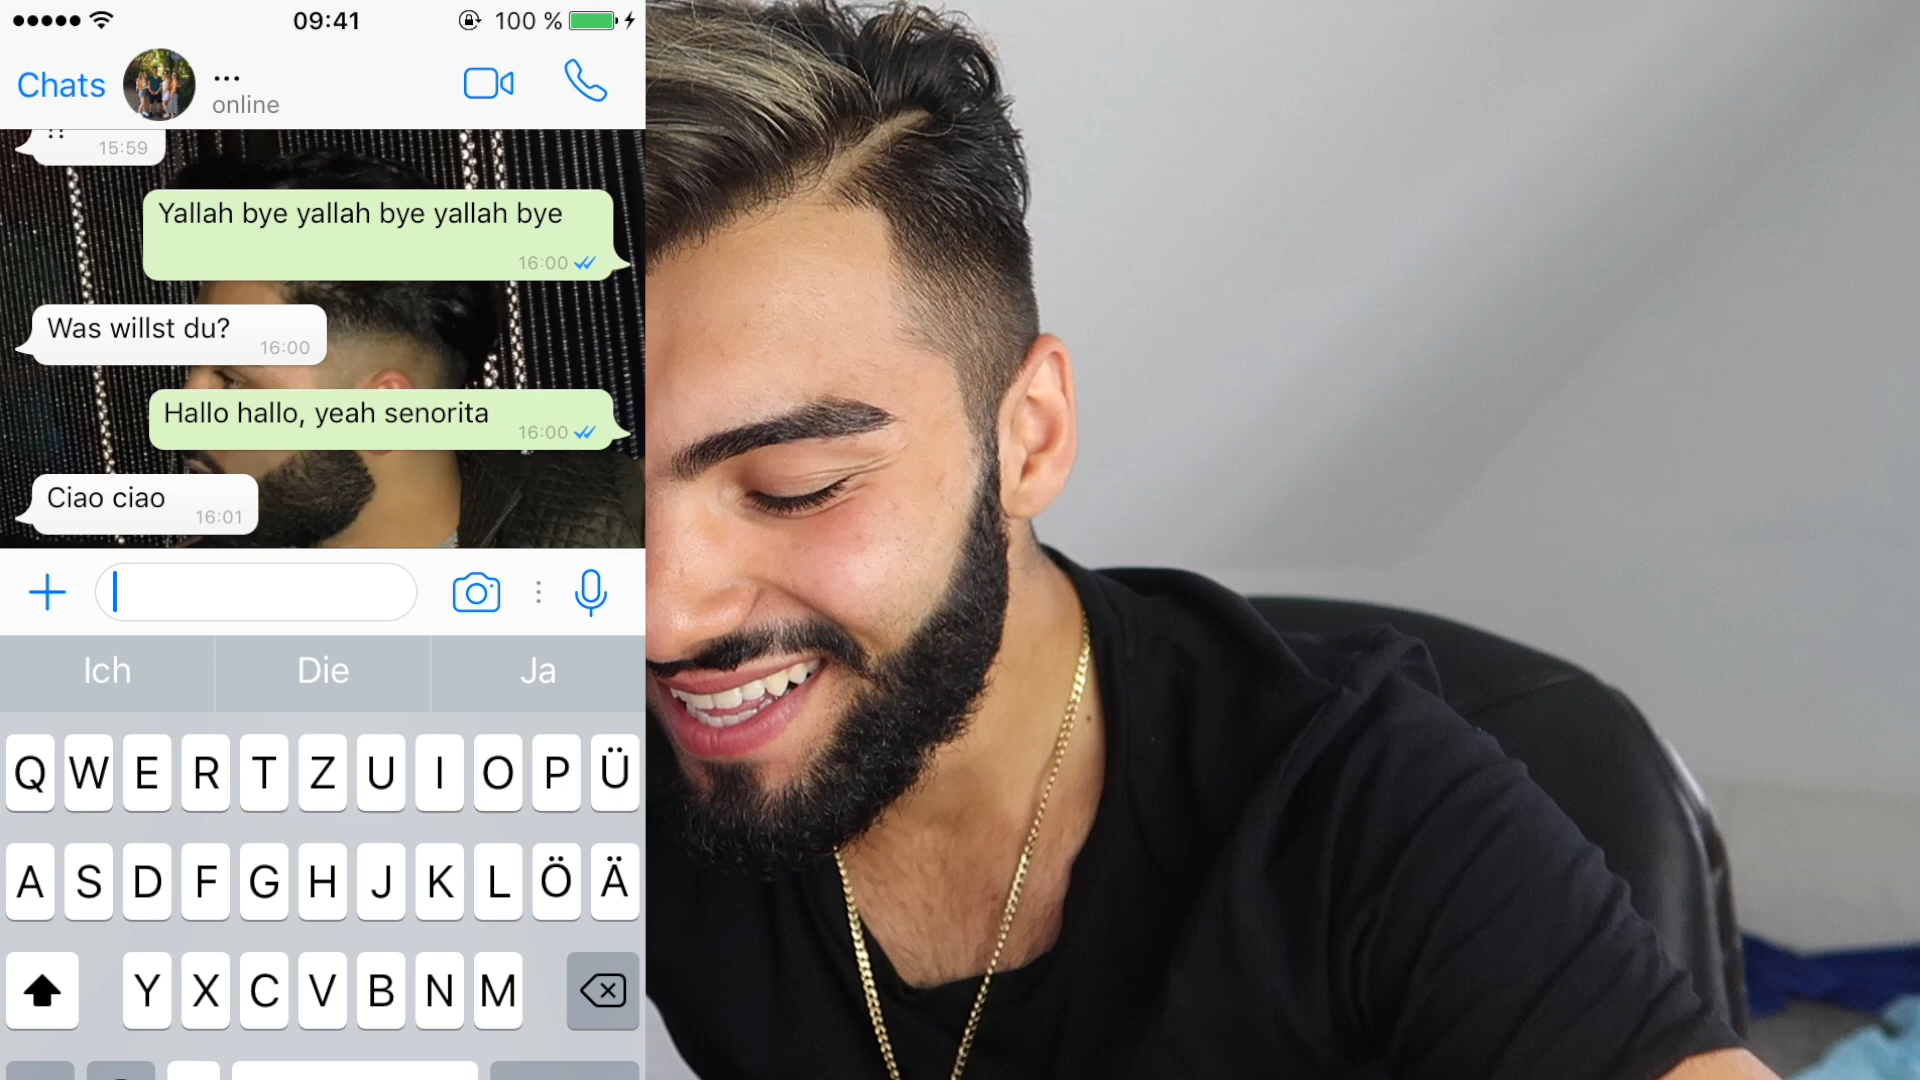 09:41
100 %
Chats
...
online
15:59
Yallah bye yallah bye yallah bye
16:00
Was willst du?
16:00
Hallo hallo, yeah senorita
16:00
Ciao ciao
16:01
Ich Die Ja
Q W E R T Z U I O P Ü
A S D F G H J K L Ö Ä
Y X C V B N M